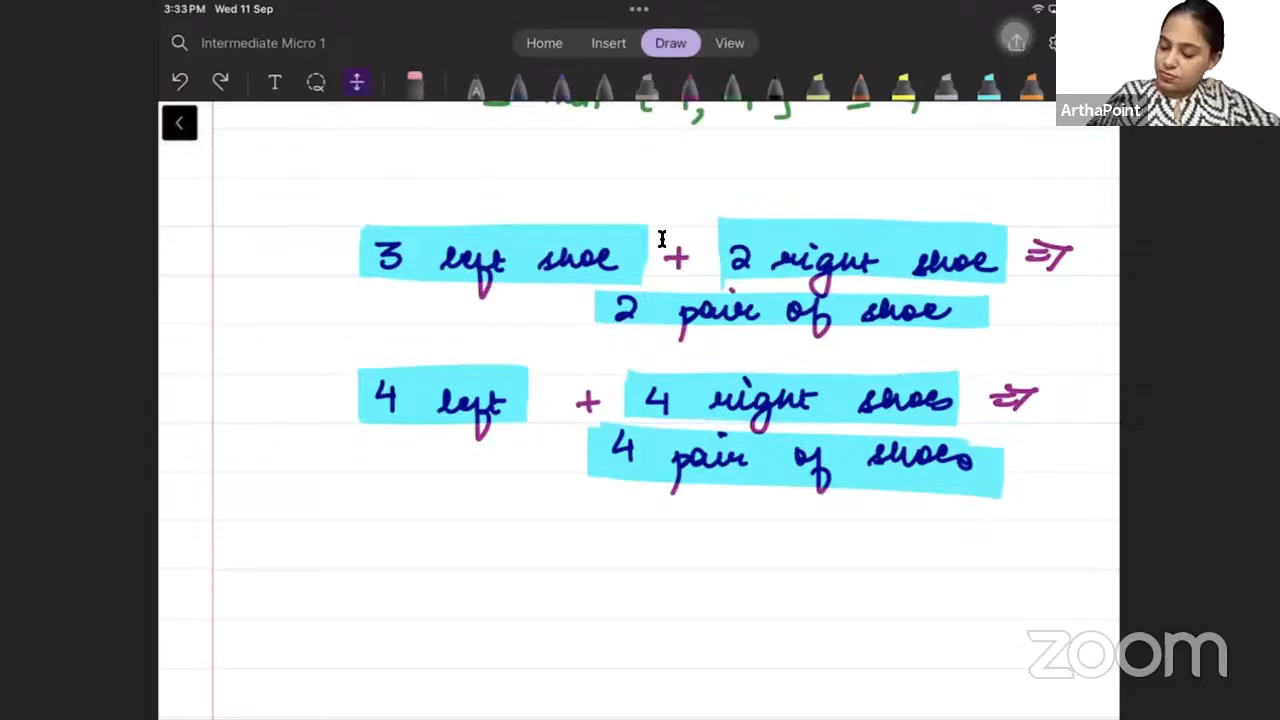 3:33 PM Wed 11 Sep
Intermediate Micro 1
Home Insert Draw View
ArthaPoint
3 left shoe + 2 right shoe ⇒
2 pair of shoe
4 left + 4 right shoes ⇒
4 pair of shoes
zoom